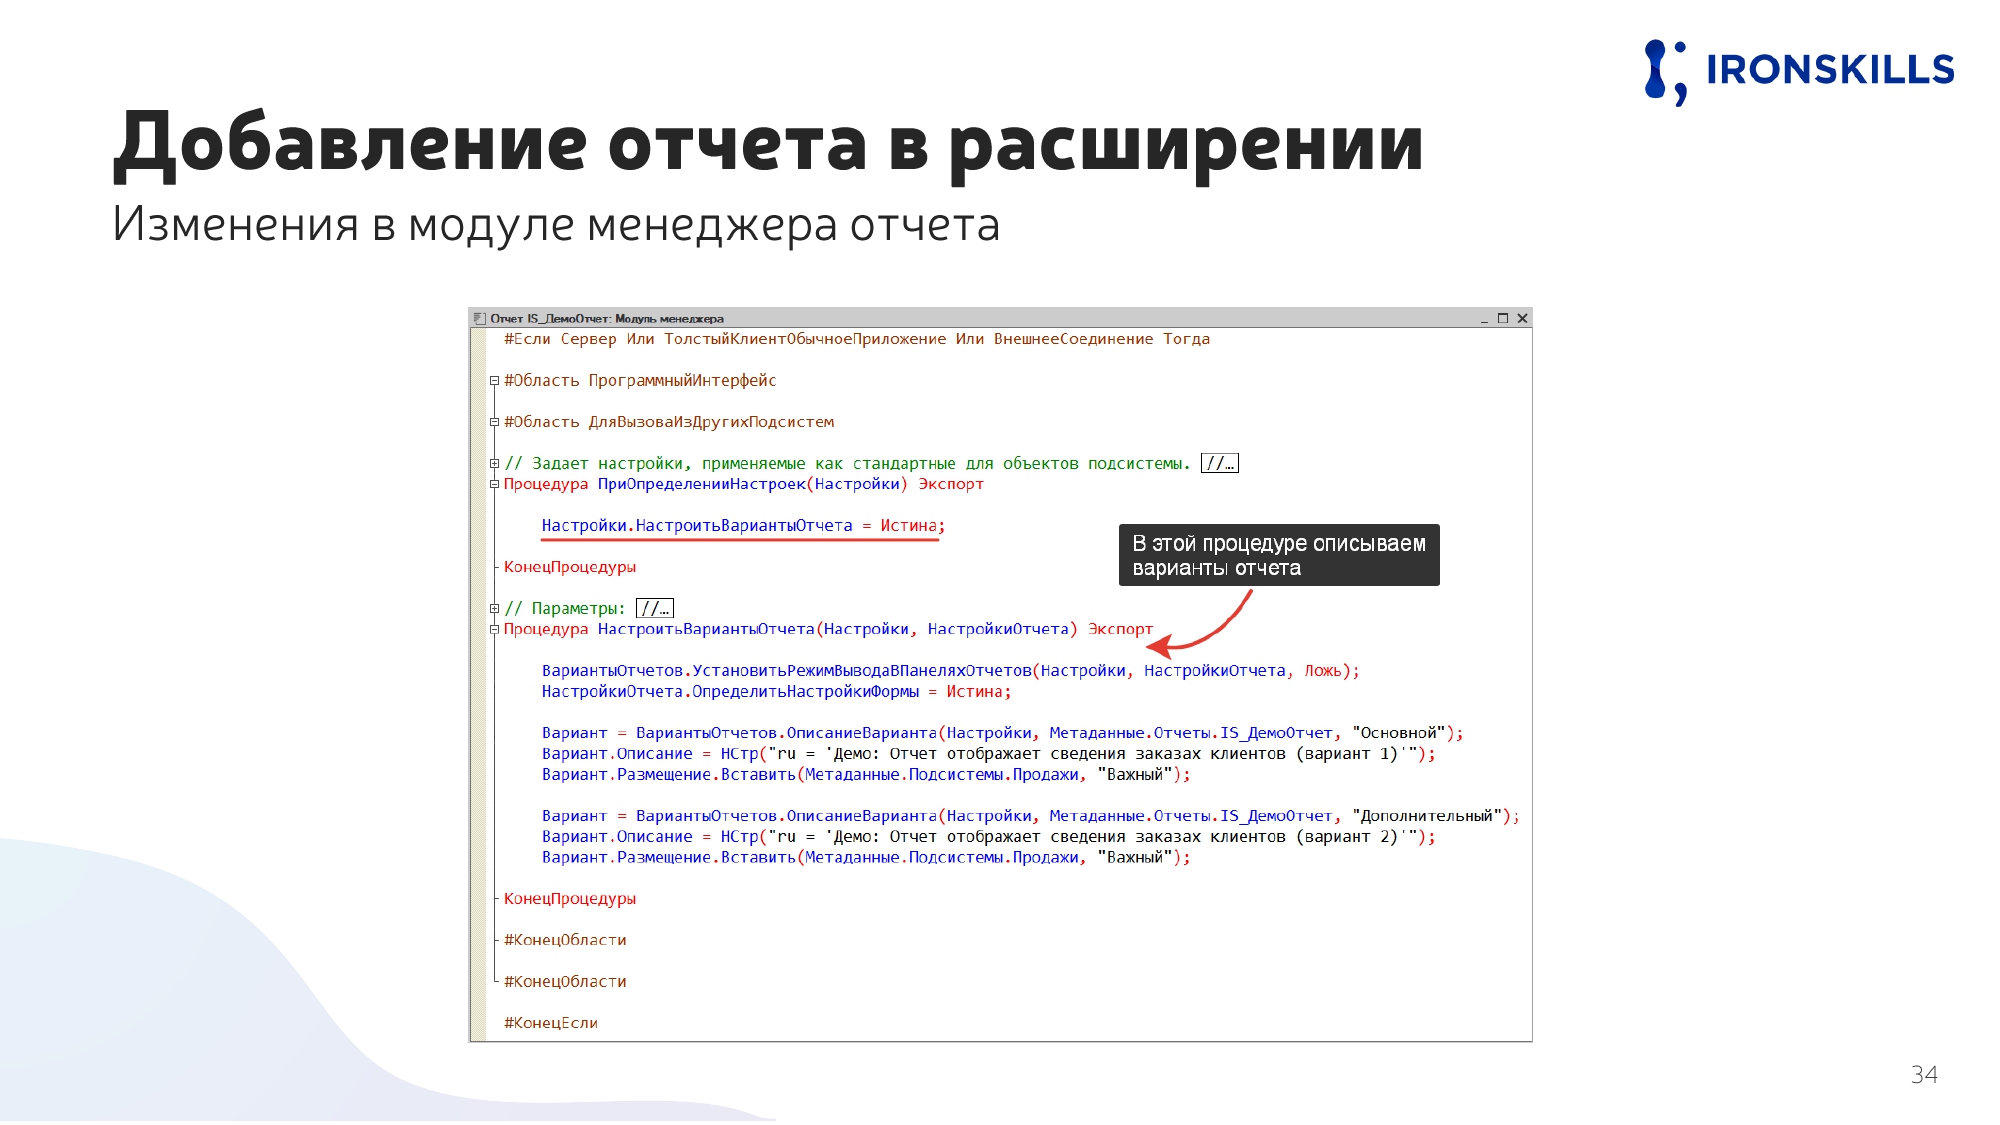 IRONSKILLS
Добавление отчета в расширении
Изменения в модуле менеджера отчета
Отчет IS_ДемоОтчет: Модуль менеджера
#Если Сервер Или ТолстыйКлиентОбычноеПриложение Или ВнешнееСоединение Тогда
#Область ПрограммныйИнтерфейс
#Область ДляВызоваИзДругихПодсистем
// Задает настройки, применяемые как стандартные для объектов подсистемы. //…
Процедура ПриОпределенииНастроек(Настройки) Экспорт
Настройки.НастроитьВариантыОтчета = Истина;
КонецПроцедуры
В этой процедуре описываем
варианты отчета
// Параметры: //…
Процедура НастроитьВариантыОтчета(Настройки, НастройкиОтчета) Экспорт
ВариантыОтчетов.УстановитьРежимВыводаВПанеляхОтчетов(Настройки, НастройкиОтчета, Ложь);
НастройкиОтчета.ОпределитьНастройкиФормы = Истина;
Вариант = ВариантыОтчетов.ОписаниеВарианта(Настройки, Метаданные.Отчеты.IS_ДемоОтчет, "Основной");
Вариант.Описание = НСтр("ru = 'Демо: Отчет отображает сведения заказах клиентов (вариант 1)'");
Вариант.Размещение.Вставить(Метаданные.Подсистемы.Продажи, "Важный");
Вариант = ВариантыОтчетов.ОписаниеВарианта(Настройки, Метаданные.Отчеты.IS_ДемоОтчет, "Дополнительный");
Вариант.Описание = НСтр("ru = 'Демо: Отчет отображает сведения заказах клиентов (вариант 2)'");
Вариант.Размещение.Вставить(Метаданные.Подсистемы.Продажи, "Важный");
КонецПроцедуры
#КонецОбласти
#КонецОбласти
#КонецЕсли
34